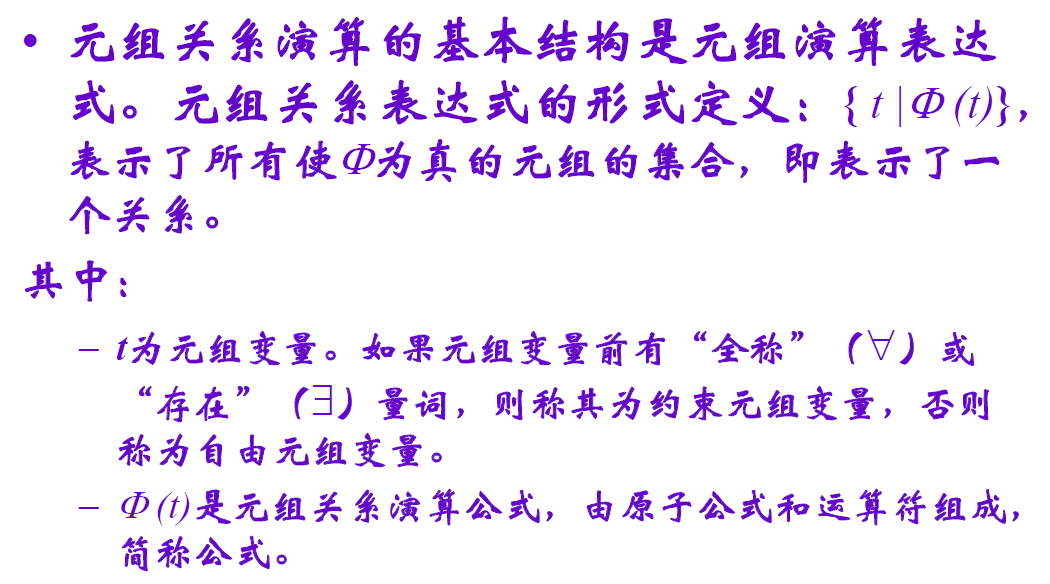 • 元组关系演算的基本结构是元组演算表达
式。元组关系表达式的形式定义：{ t | Φ (t)}，
表示了所有使Φ为真的元组的集合，即表示了一
个关系。
其中：
– t为元组变量。如果元组变量前有“全称”（∀）或
“存在”（∃）量词，则称其为约束元组变量，否则
称为自由元组变量。
– Φ (t)是元组关系演算公式，由原子公式和运算符组成，
简称公式。